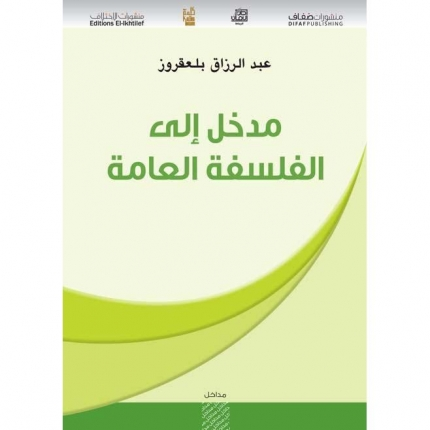 منشورات ضفاف
DIFAF PUBLISHING
منشورات الاختلاف
Editions El-Ikhtilef
عبد الرزاق بلعقروز
مدخل إلى
الفلسفة العامة
مداخل